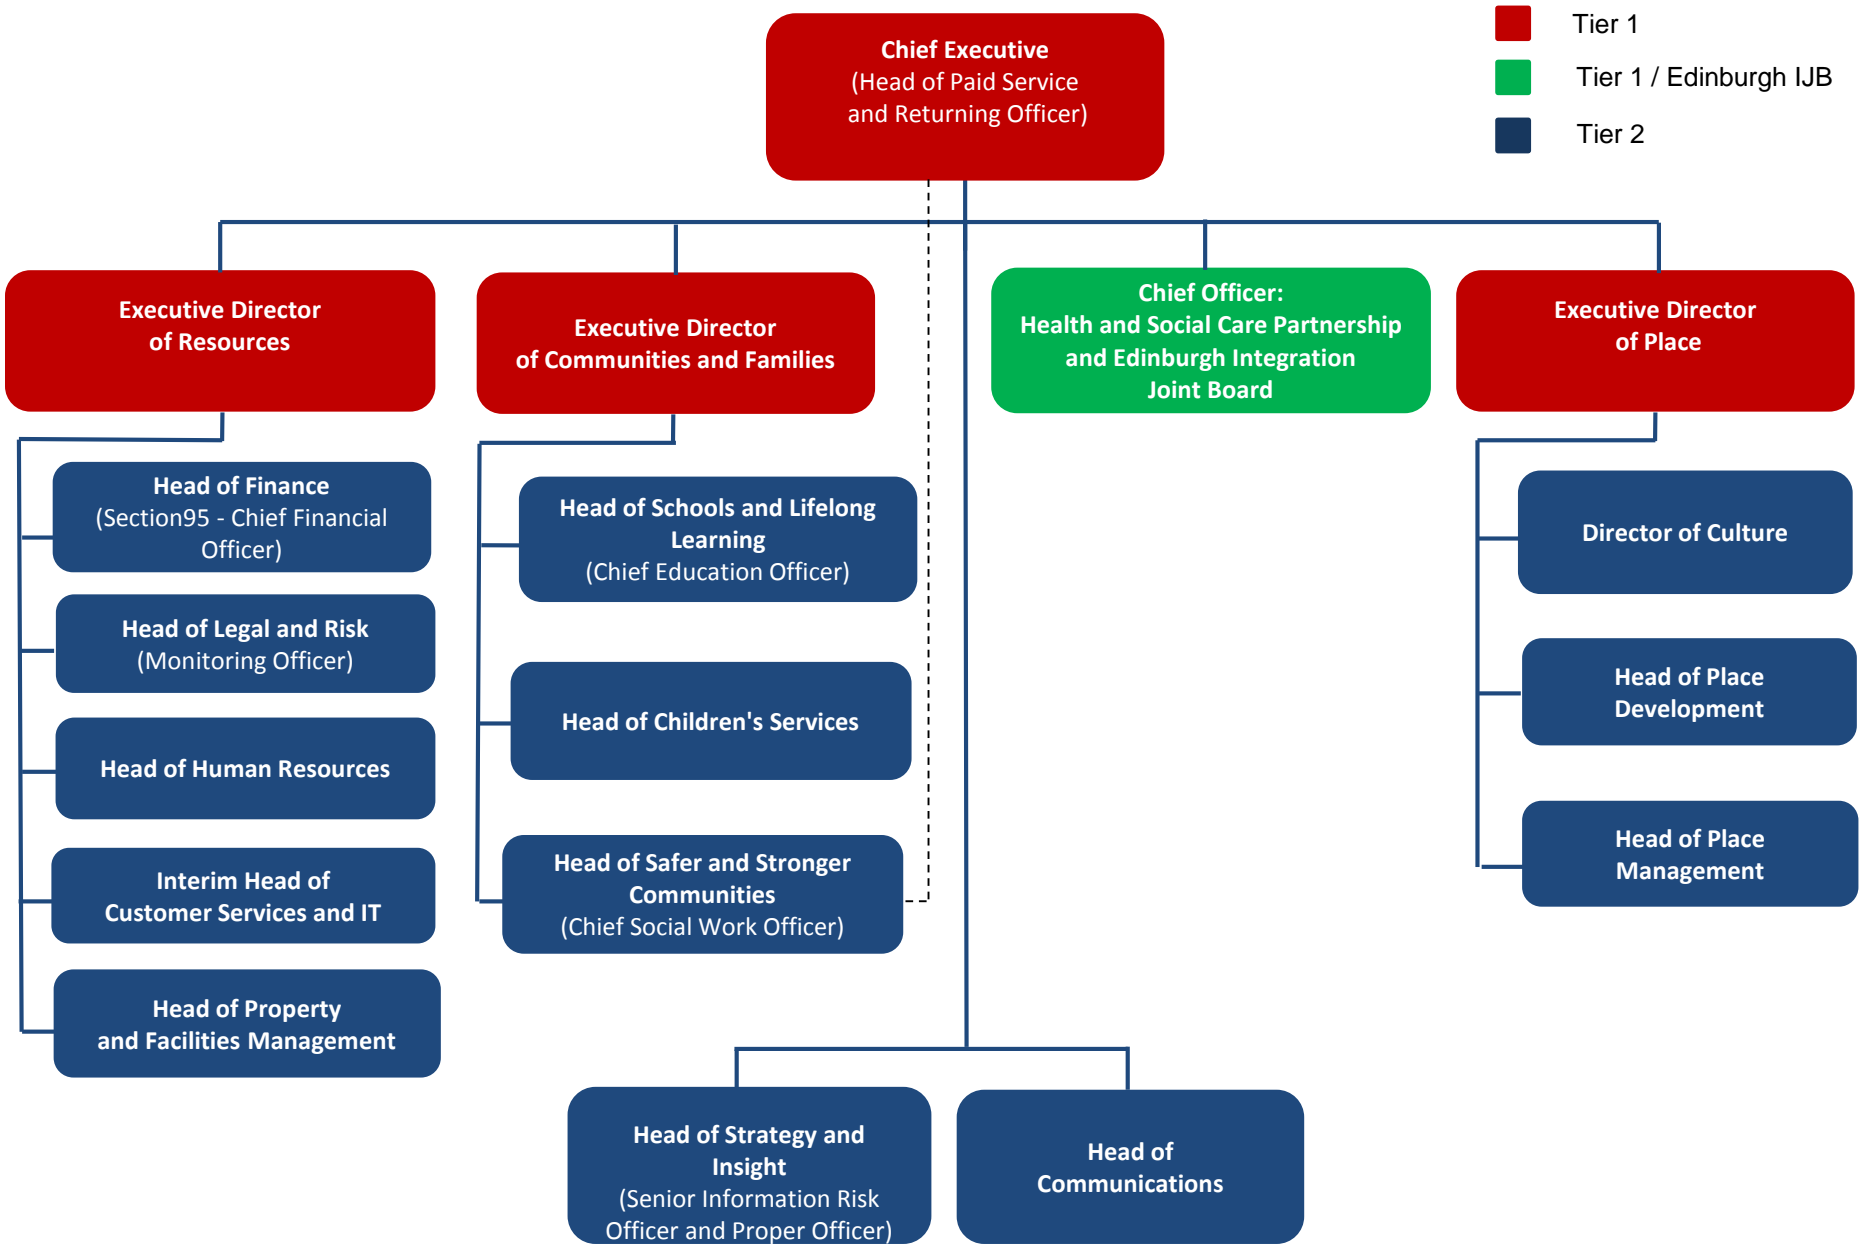 Chief Executive
(Head of Paid Service
and Returning Officer)
Tier 1
Tier 1 / Edinburgh IJB
Tier 2
Executive Director
of Resources
Executive Director
of Communities and Families
Chief Officer:
Health and Social Care Partnership
and Edinburgh Integration
Joint Board
Executive Director
of Place
Head of Finance
(Section95 - Chief Financial
Officer)
Head of Legal and Risk
(Monitoring Officer)
Head of Human Resources
Interim Head of
Customer Services and IT
Head of Property
and Facilities Management
Head of Schools and Lifelong
Learning
(Chief Education Officer)
Head of Children's Services
Head of Safer and Stronger
Communities
(Chief Social Work Officer)
Director of Culture
Head of Place
Development
Head of Place
Management
Head of Strategy and
Insight
(Senior Information Risk
Officer and Proper Officer)
Head of
Communications